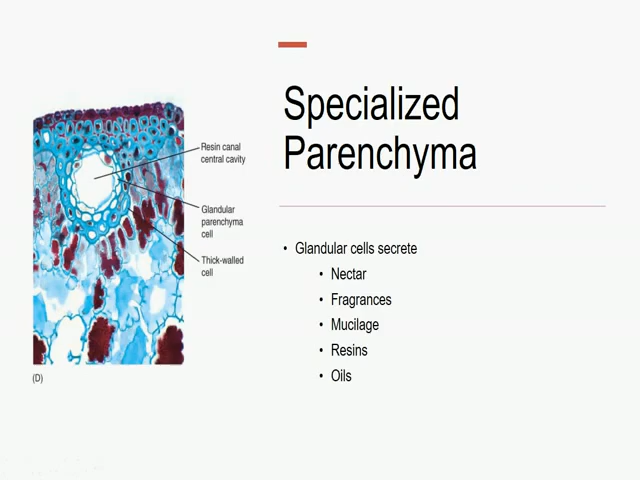 Specialized
Parenchyma
Resin canal
central cavity
Glandular
parenchyma
cell
Thick-walled
cell
(D)
• Glandular cells secrete
• Nectar
• Fragrances
• Mucilage
• Resins
• Oils